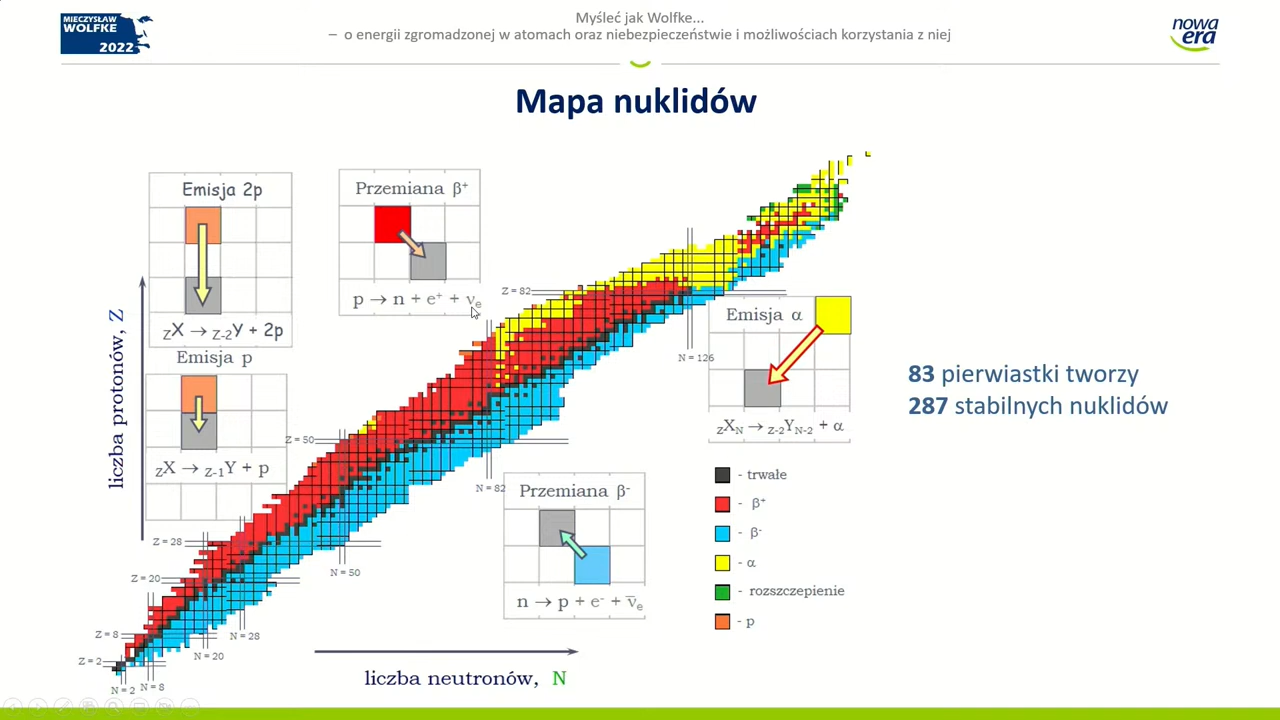 MIECZYSŁAW
WOLFKE
2022
Myśleć jak Wolfke...
– o energii zgromadzonej w atomach oraz niebezpieczeństwie i możliwościach korzystania z niej
nowa
era
Mapa nuklidów
Emisja 2p
zX → z-2Y + 2p
Emisja p
zX → z-1Y + p
Przemiana β⁺
p → n + e⁺ + νe
liczba protonów, Z
Z = 82
Z = 50
Z = 28
Z = 20
Z = 8
Z = 2
N = 2
N = 8
N = 20
N = 28
N = 50
N = 82
N = 126
Emisja α
zXN → z-2YN-2 + α
Przemiana β⁻
n → p + e⁻ + ν̄e
83 pierwiastki tworzy
287 stabilnych nuklidów
- trwałe
- β⁺
- β⁻
- α
- rozszczepienie
- p
liczba neutronów, N